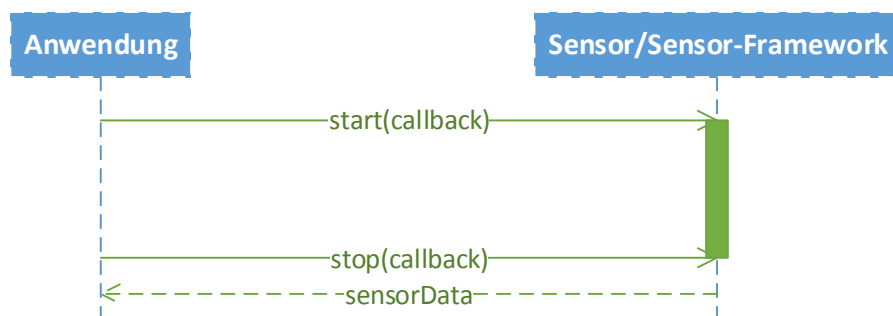 Anwendung
Sensor/Sensor-Framework
start(callback)
stop(callback)
sensorData